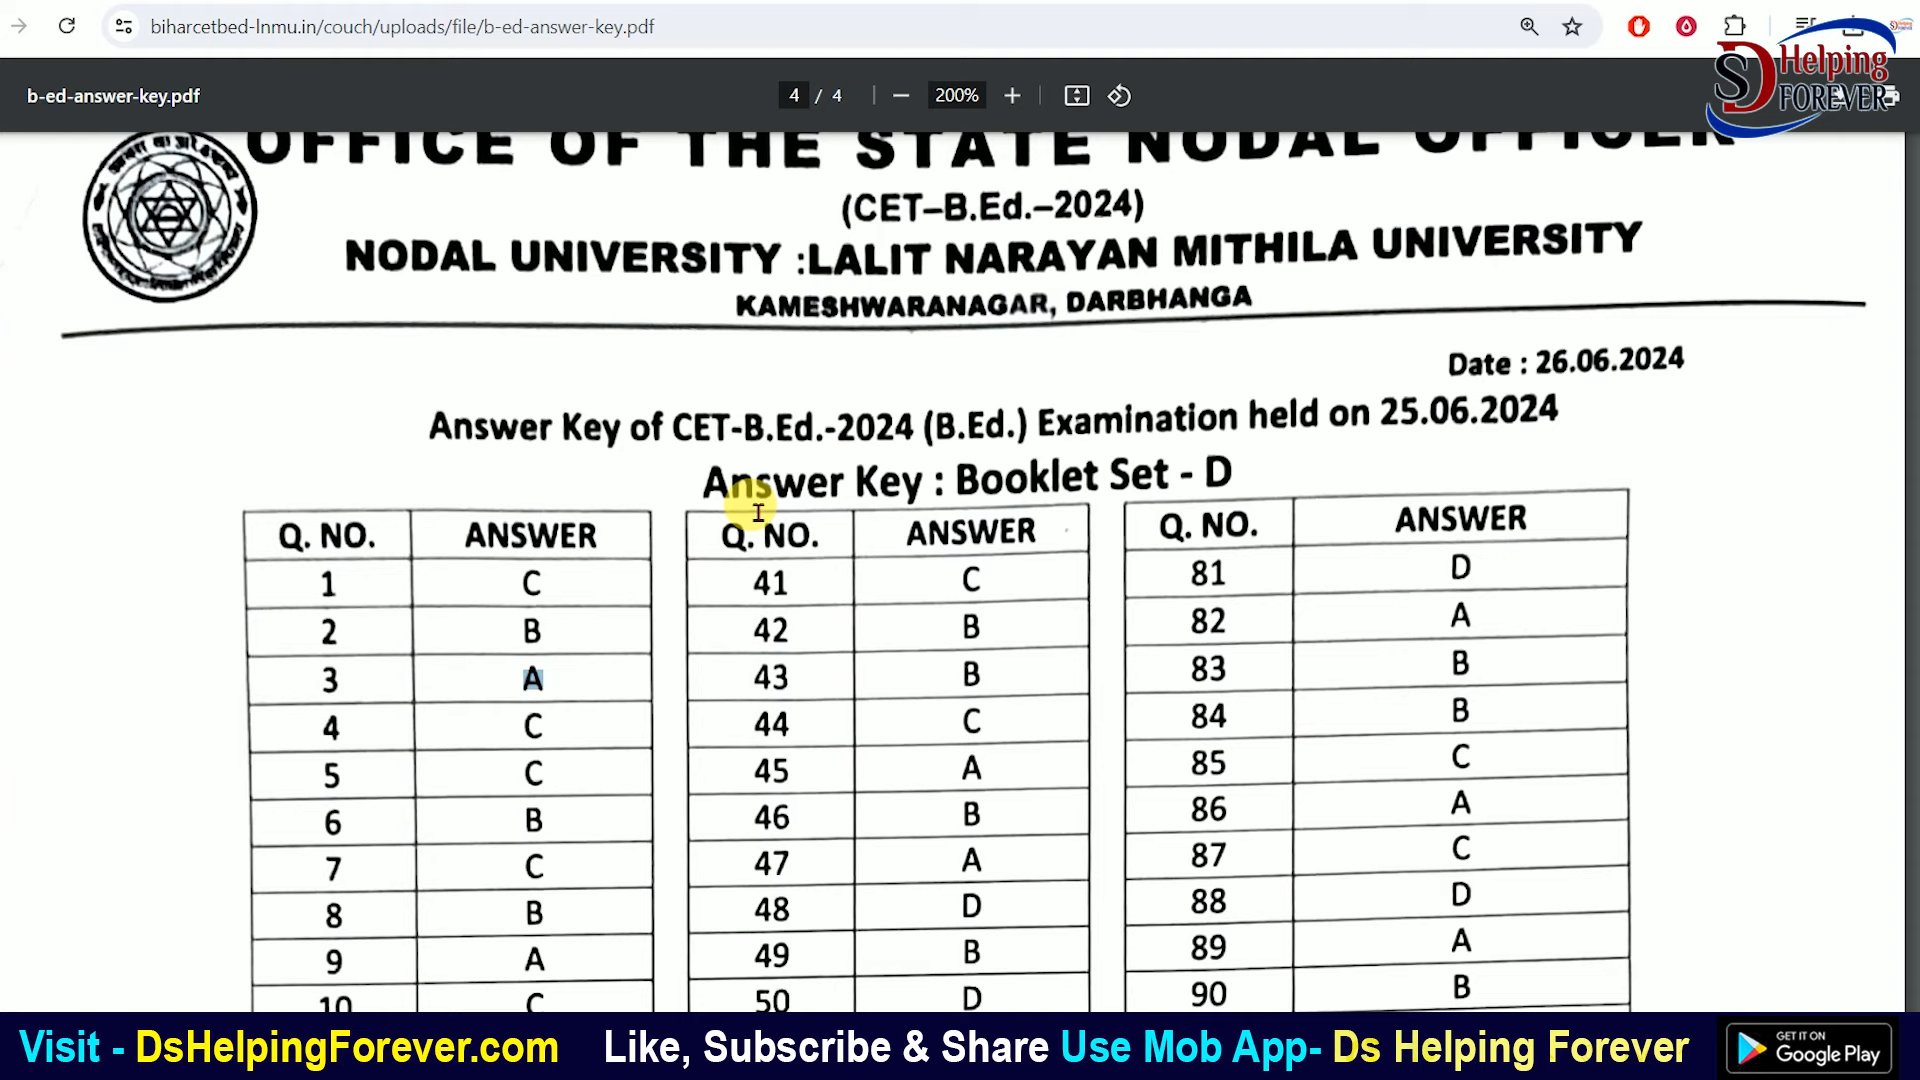 biharcetbed-lnmu.in/couch/uploads/file/b-ed-answer-key.pdf
b-ed-answer-key.pdf
4 / 4
200%
SD Helping FOREVER
OFFICE OF THE STATE NODAL OFFICER
(CET–B.Ed.–2024)
NODAL UNIVERSITY :LALIT NARAYAN MITHILA UNIVERSITY
KAMESHWARANAGAR, DARBHANGA
Date : 26.06.2024
Answer Key of CET-B.Ed.-2024 (B.Ed.) Examination held on 25.06.2024
Answer Key : Booklet Set - D
Q. NO. ANSWER Q. NO. ANSWER Q. NO. ANSWER
1 C 41 C 81 D
2 B 42 B 82 A
3 A 43 B 83 B
4 C 44 C 84 B
5 C 45 A 85 C
6 B 46 B 86 A
7 C 47 A 87 C
8 B 48 D 88 D
9 A 49 B 89 A
10 C 50 D 90 B
Visit - DsHelpingForever.com Like, Subscribe & Share Use Mob App- Ds Helping Forever
GET IT ON
Google Play